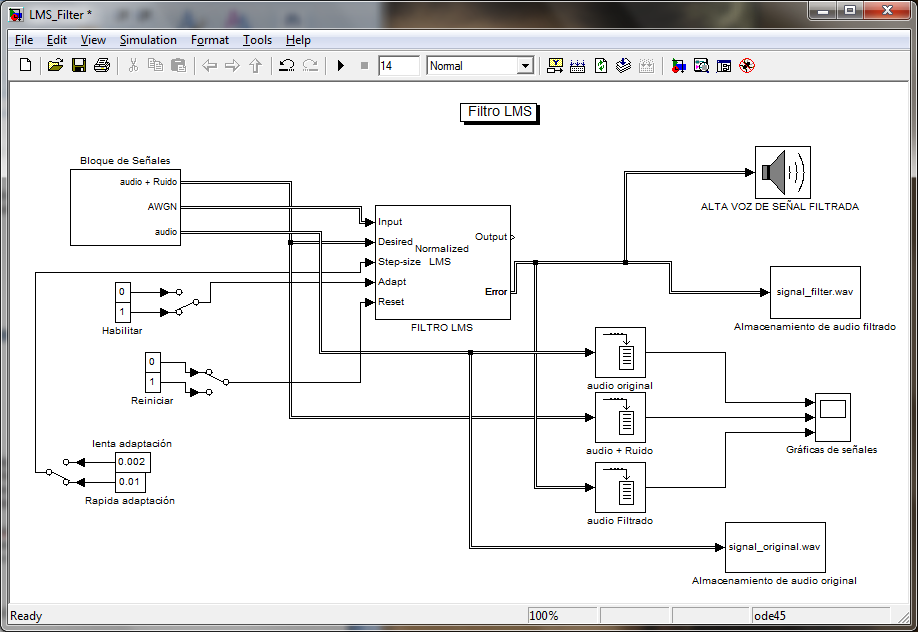 LMS_Filter *
File Edit View Simulation Format Tools Help
14 Normal
Filtro LMS
Bloque de Señales
audio + Ruido
AWGN
audio
Input
Desired
Step-size
Adapt
Reset
Normalized
LMS
Output
Error
FILTRO LMS
ALTA VOZ DE SEÑAL FILTRADA
signal_filter.wav
Almacenamiento de audio filtrado
0
1
Habilitar
0
1
Reiniciar
audio original
audio + Ruido
audio Filtrado
Gráficas de señales
lenta adaptación
0.002
0.01
Rapida adaptación
signal_original.wav
Almacenamiento de audio original
Ready 100% ode45